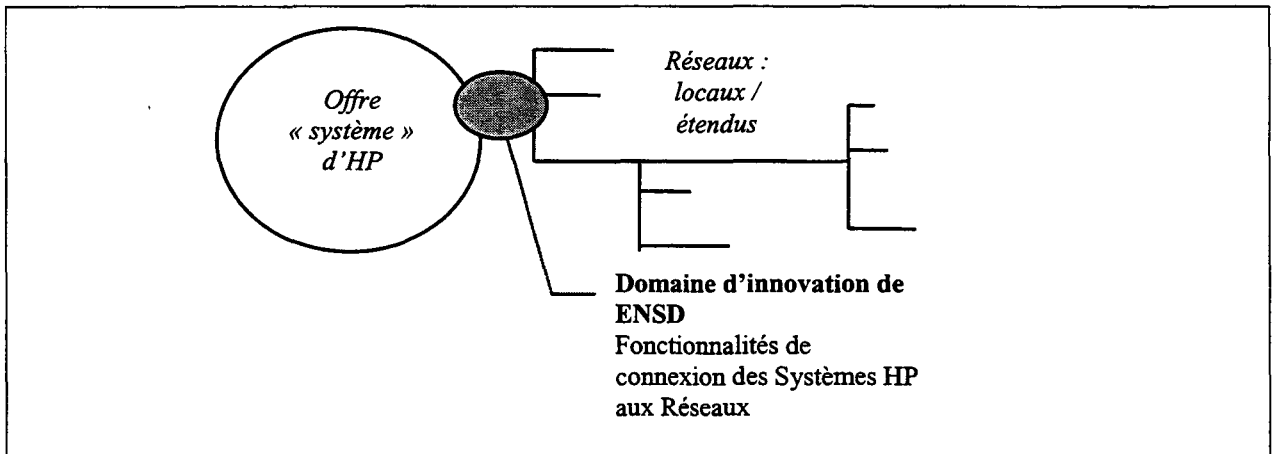 Offre
« système »
d'HP
Réseaux :
locaux /
étendus
Domaine d'innovation de
ENSD
Fonctionnalités de
connexion des Systèmes HP
aux Réseaux